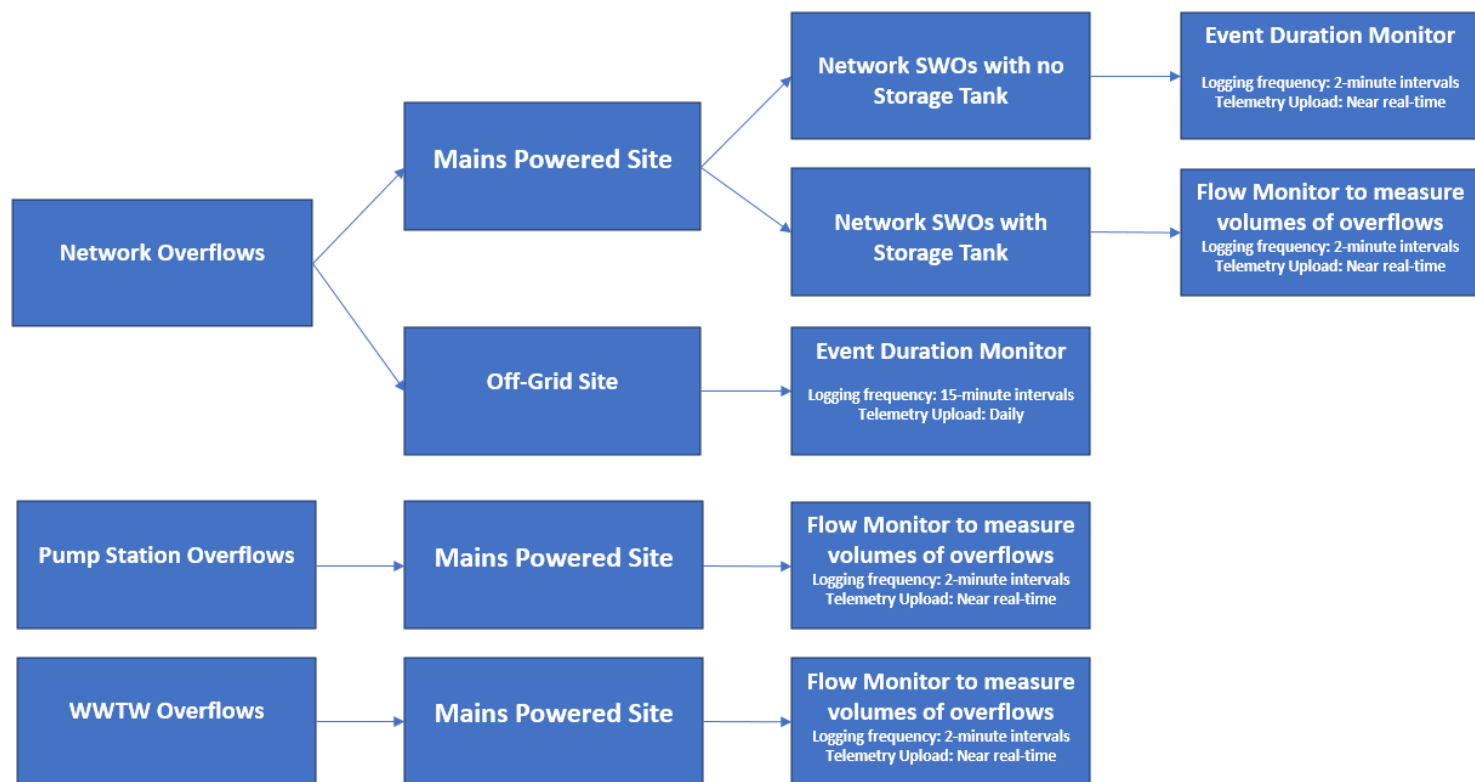 Network Overflows
Mains Powered Site
Network SWOs with no
Storage Tank
Event Duration Monitor
Logging frequency: 2-minute intervals
Telemetry Upload: Near real-time
Network SWOs with
Storage Tank
Flow Monitor to measure
volumes of overflows
Logging frequency: 2-minute intervals
Telemetry Upload: Near real-time
Off-Grid Site
Event Duration Monitor
Logging frequency: 15-minute intervals
Telemetry Upload: Daily
Pump Station Overflows
Mains Powered Site
Flow Monitor to measure
volumes of overflows
Logging frequency: 2-minute intervals
Telemetry Upload: Near real-time
WWTW Overflows
Mains Powered Site
Flow Monitor to measure
volumes of overflows
Logging frequency: 2-minute intervals
Telemetry Upload: Near real-time